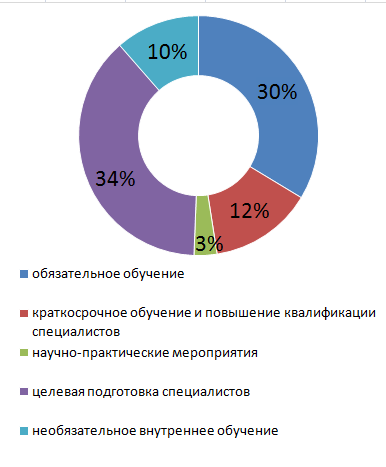 10%
30%
34%
12%
3%
обязательное обучение
краткосрочное обучение и повышение квалификации
специалистов
научно-практические мероприятия
целевая подготовка специалистов
необязательное внутреннее обучение